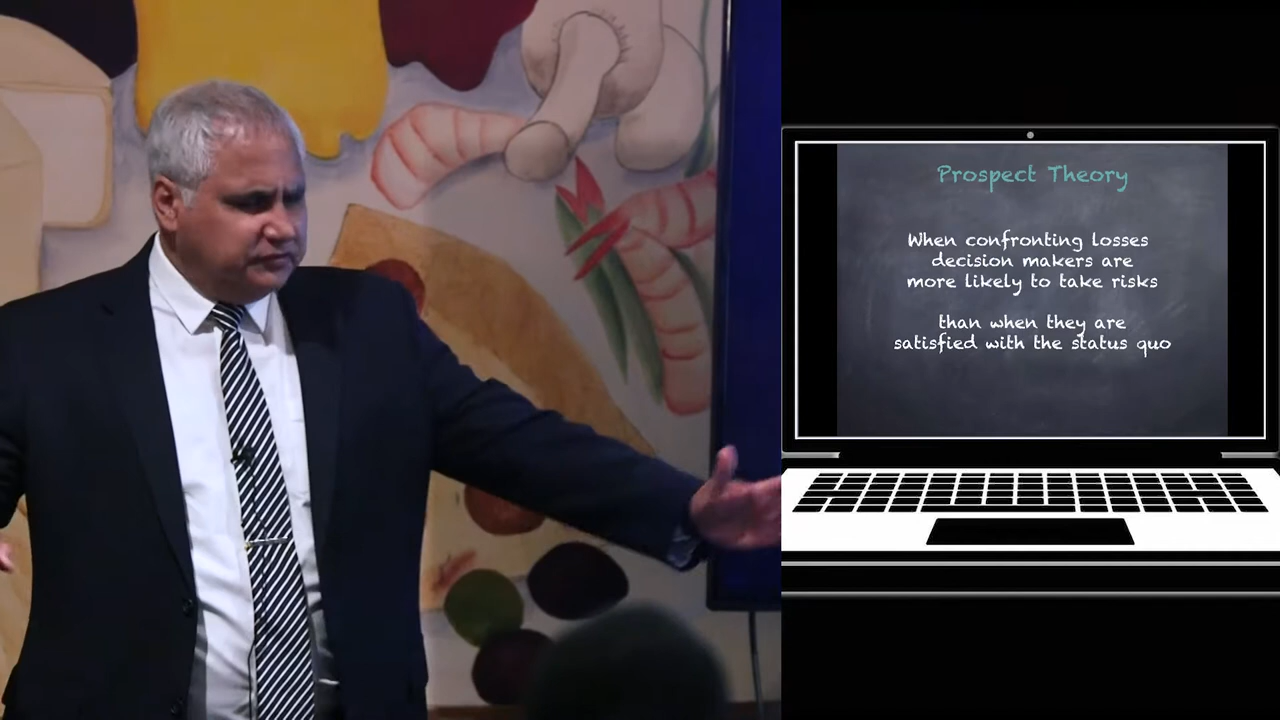 Prospect Theory
When confronting losses
decision makers are
more likely to take risks
than when they are
satisfied with the status quo